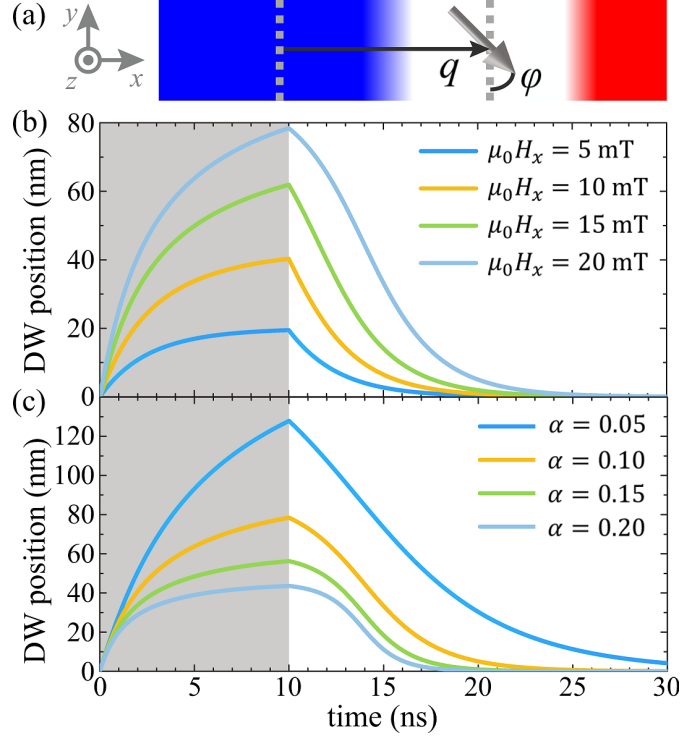 (a)
y
z
x
q
φ
(b)
80
60
40
20
0
DW position (nm)
μ₀Hₓ = 5 mT
μ₀Hₓ = 10 mT
μ₀Hₓ = 15 mT
μ₀Hₓ = 20 mT
(c)
120
100
80
60
40
20
0
DW position (nm)
α = 0.05
α = 0.10
α = 0.15
α = 0.20
0 5 10 15 20 25 30
time (ns)